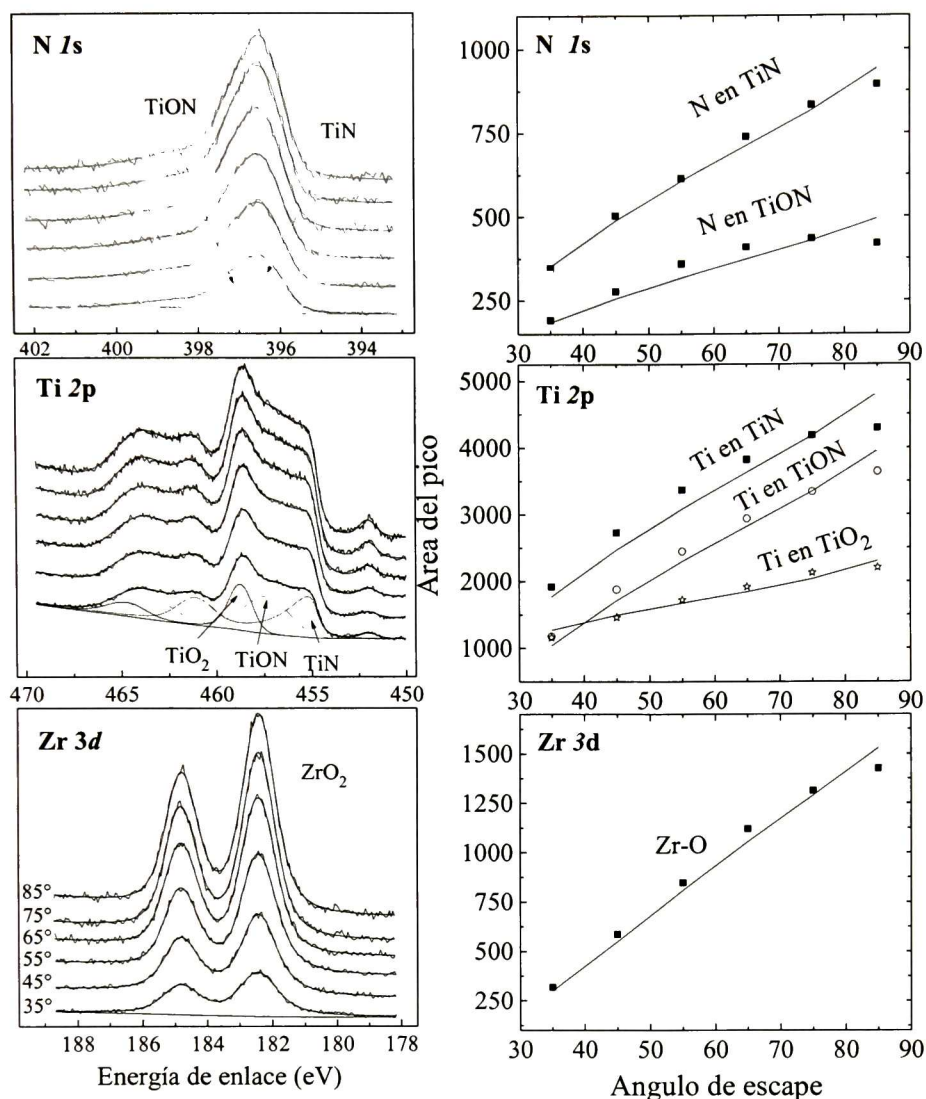 N 1s
TiON
TiN
402 400 398 396 394
Ti 2p
TiO2
TiON
TiN
470 465 460 455 450
Zr 3d
ZrO2
85°
75°
65°
55°
45°
35°
188 186 184 182 180 178
Energía de enlace (eV)
Area del pico
N 1s
N en TiN
N en TiON
1000
750
500
250
30 40 50 60 70 80 90
Ti 2p
Ti en TiN
Ti en TiON
Ti en TiO2
5000
4000
3000
2000
1000
30 40 50 60 70 80 90
Zr 3d
Zr-O
1500
1250
1000
750
500
250
30 40 50 60 70 80 90
Angulo de escape